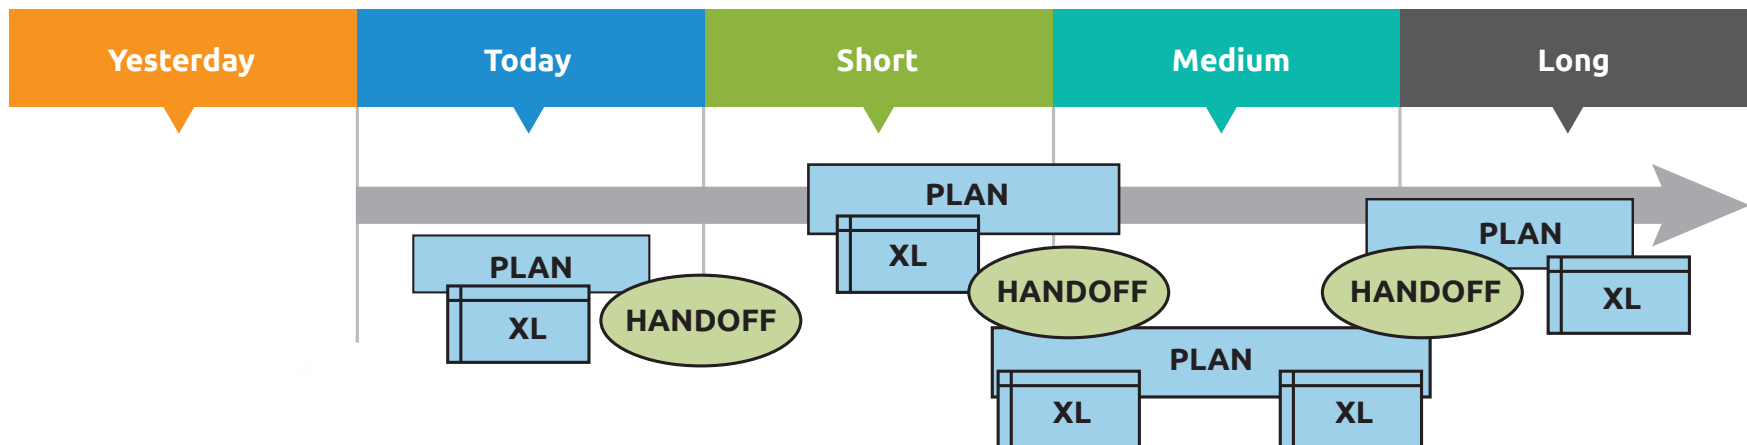 Yesterday
Today
Short
Medium
Long
PLAN
XL
HANDOFF
PLAN
XL
HANDOFF
PLAN
XL
XL
HANDOFF
PLAN
XL